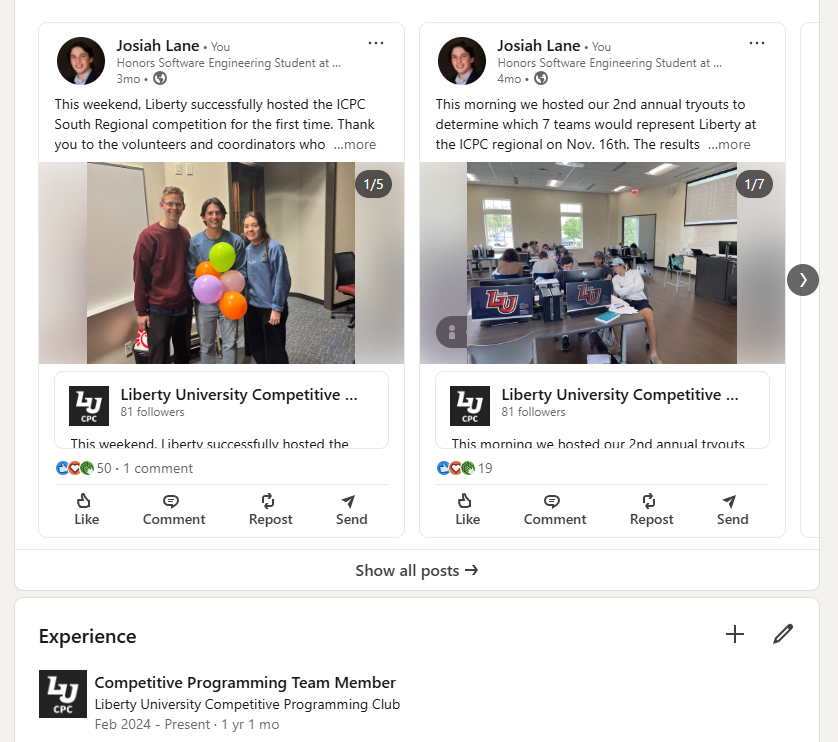 Josiah Lane • You
Honors Software Engineering Student at ...
3mo •
This weekend, Liberty successfully hosted the ICPC
South Regional competition for the first time. Thank
you to the volunteers and coordinators who ...more
1/5
Liberty University Competitive ...
81 followers
LU
CPC
This weekend, Liberty successfully hosted the
50 · 1 comment
Like
Comment
Repost
Send
Josiah Lane • You
Honors Software Engineering Student at ...
4mo •
This morning we hosted our 2nd annual tryouts to
determine which 7 teams would represent Liberty at
the ICPC regional on Nov. 16th. The results ...more
1/7
LU
LU
Liberty University Competitive ...
81 followers
LU
CPC
This morning we hosted our 2nd annual tryouts
19
Like
Comment
Repost
Send
Show all posts →
Experience
LU
CPC
Competitive Programming Team Member
Liberty University Competitive Programming Club
Feb 2024 - Present · 1 yr 1 mo